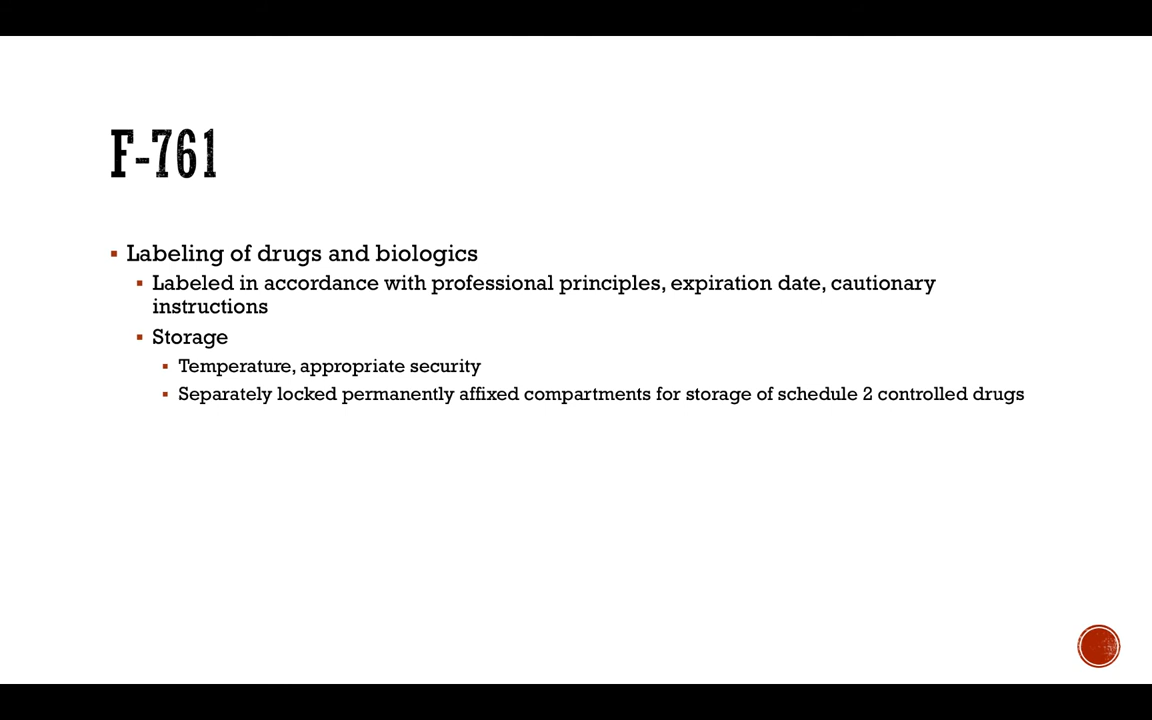 F-761
▪ Labeling of drugs and biologics
▪ Labeled in accordance with professional principles, expiration date, cautionary
instructions
▪ Storage
▪ Temperature, appropriate security
▪ Separately locked permanently affixed compartments for storage of schedule 2 controlled drugs